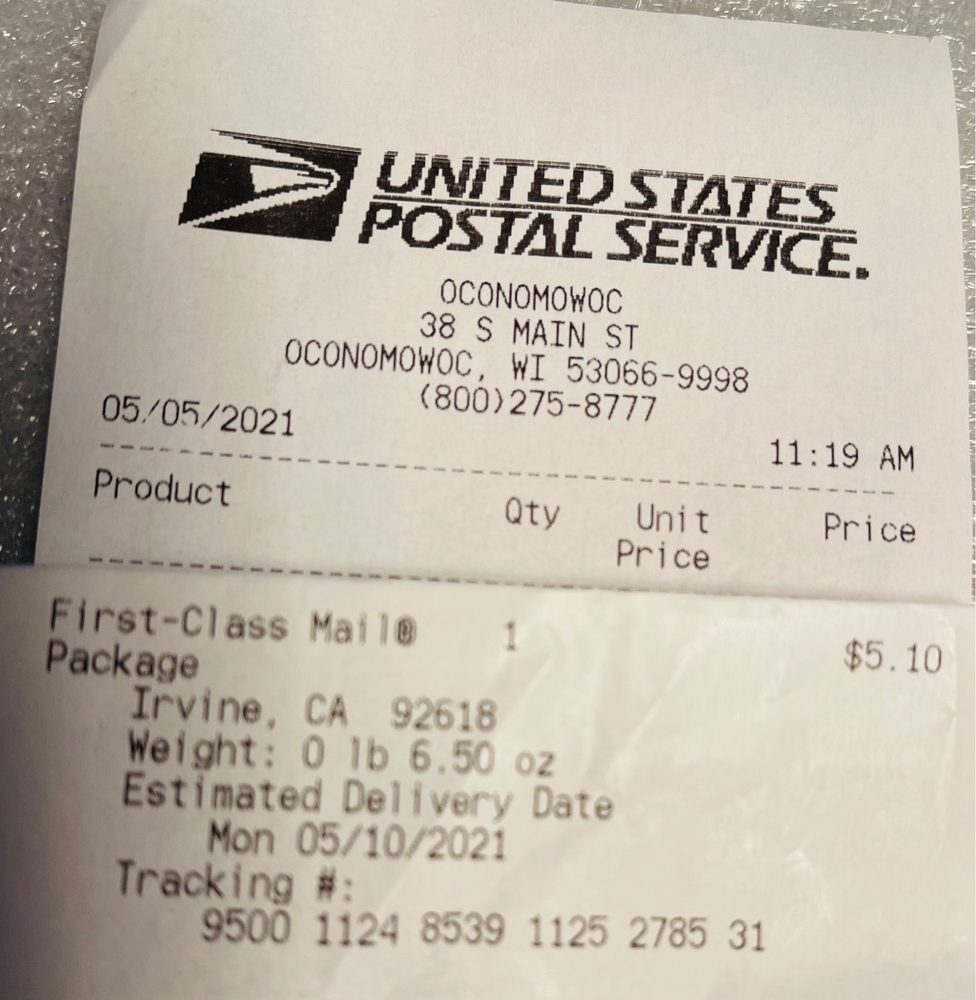 UNITED STATES
POSTAL SERVICE.
OCONOMOWOC
38 S MAIN ST
OCONOMOWOC, WI 53066-9998
(800)275-8777
05/05/2021 11:19 AM
Product Qty Unit Price
Price
First-Class Mail® 1 $5.10
Package
Irvine, CA 92618
Weight: 0 lb 6.50 oz
Estimated Delivery Date
Mon 05/10/2021
Tracking #:
9500 1124 8539 1125 2785 31